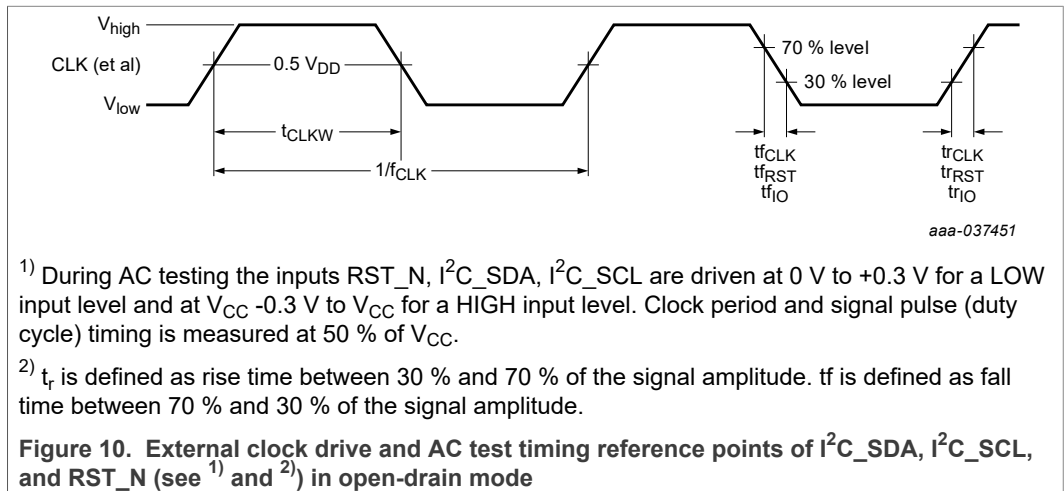 V_high
CLK (et al)
V_low
0.5 V_DD
t_CLKW
1/f_CLK
70 % level
30 % level
tf_CLK
tf_RST
tf_IO
tr_CLK
tr_RST
tr_IO
aaa-037451
1) During AC testing the inputs RST_N, I²C_SDA, I²C_SCL are driven at 0 V to +0.3 V for a LOW
input level and at V_CC -0.3 V to V_CC for a HIGH input level. Clock period and signal pulse (duty
cycle) timing is measured at 50 % of V_CC.
2) t_r is defined as rise time between 30 % and 70 % of the signal amplitude. tf is defined as fall
time between 70 % and 30 % of the signal amplitude.
Figure 10. External clock drive and AC test timing reference points of I²C_SDA, I²C_SCL,
and RST_N (see 1) and 2)) in open-drain mode